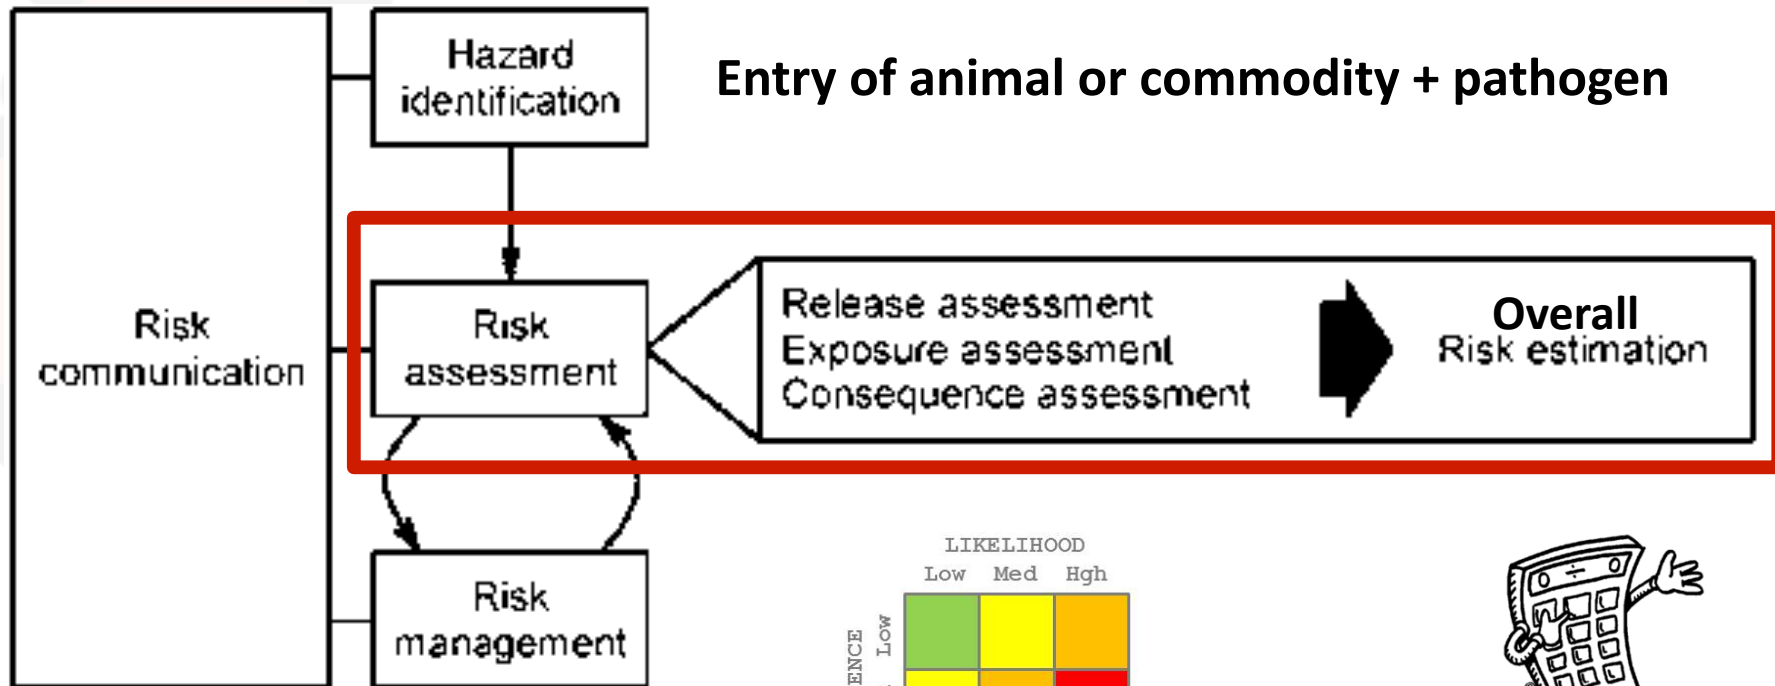 Hazard
identification
Entry of animal or commodity + pathogen
Risk
communication
Risk
assessment
Release assessment
Exposure assessment
Consequence assessment
Overall
Risk estimation
Risk
management
LIKELIHOOD
Low Med Hgh
Low